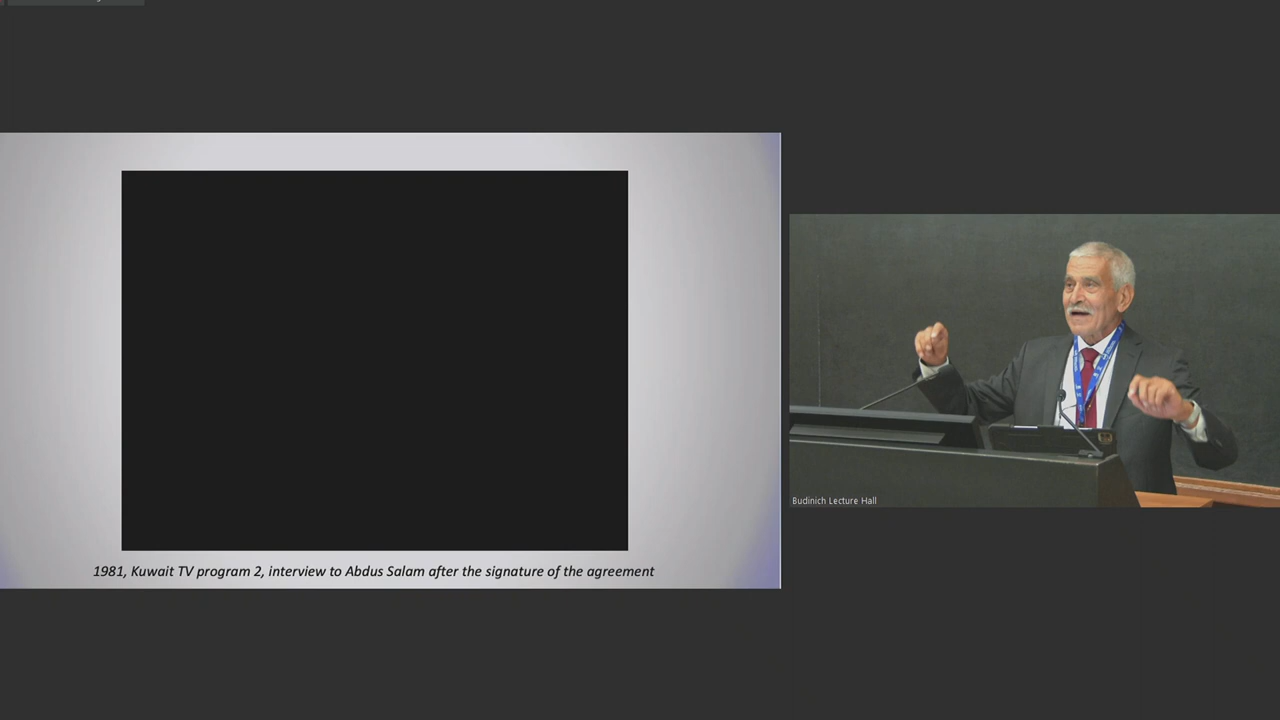 1981, Kuwait TV program 2, interview to Abdus Salam after the signature of the agreement
Budinich Lecture Hall